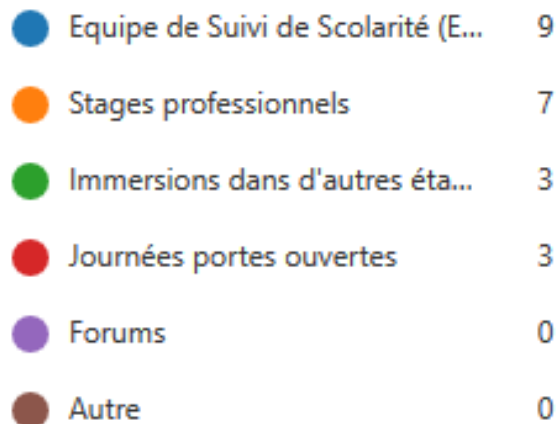 Equipe de Suivi de Scolarité (E... 9
Stages professionnels 7
Immersions dans d'autres éta... 3
Journées portes ouvertes 3
Forums 0
Autre 0